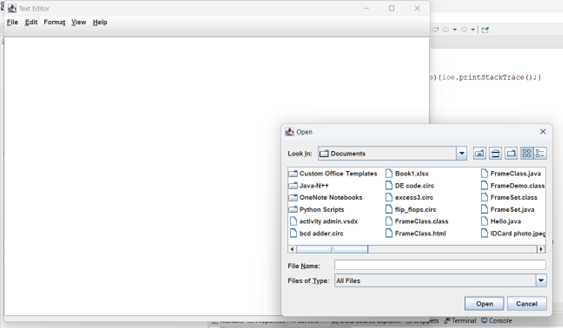 Text Editor
File Edit Format View Help
){ioe.printStackTrace();}
Open
Look In: Documents
Custom Office Templates Book1.xlsx FrameClass.java
Java-N++ DE code.circ FrameDemo.class
OneNote Notebooks excess3.circ FrameSet.class
Python Scripts flip_flops.circ FrameSet.java
activity admin.vsdx FrameClass.class Hello.java
bcd adder.circ FrameClass.html IDCard photo.jpeg
File Name:
Files of Type: All Files
Open Cancel
Snippets Terminal Console